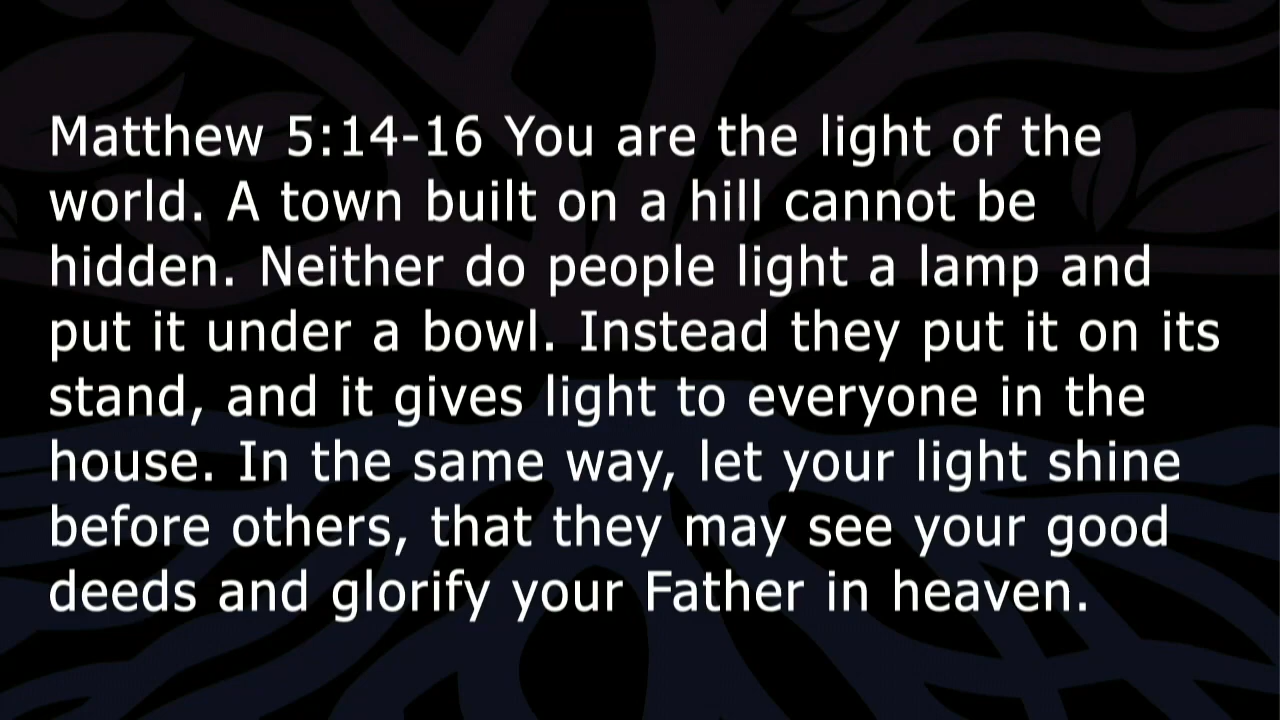 Matthew 5:14-16 You are the light of the
world. A town built on a hill cannot be
hidden. Neither do people light a lamp and
put it under a bowl. Instead they put it on its
stand, and it gives light to everyone in the
house. In the same way, let your light shine
before others, that they may see your good
deeds and glorify your Father in heaven.